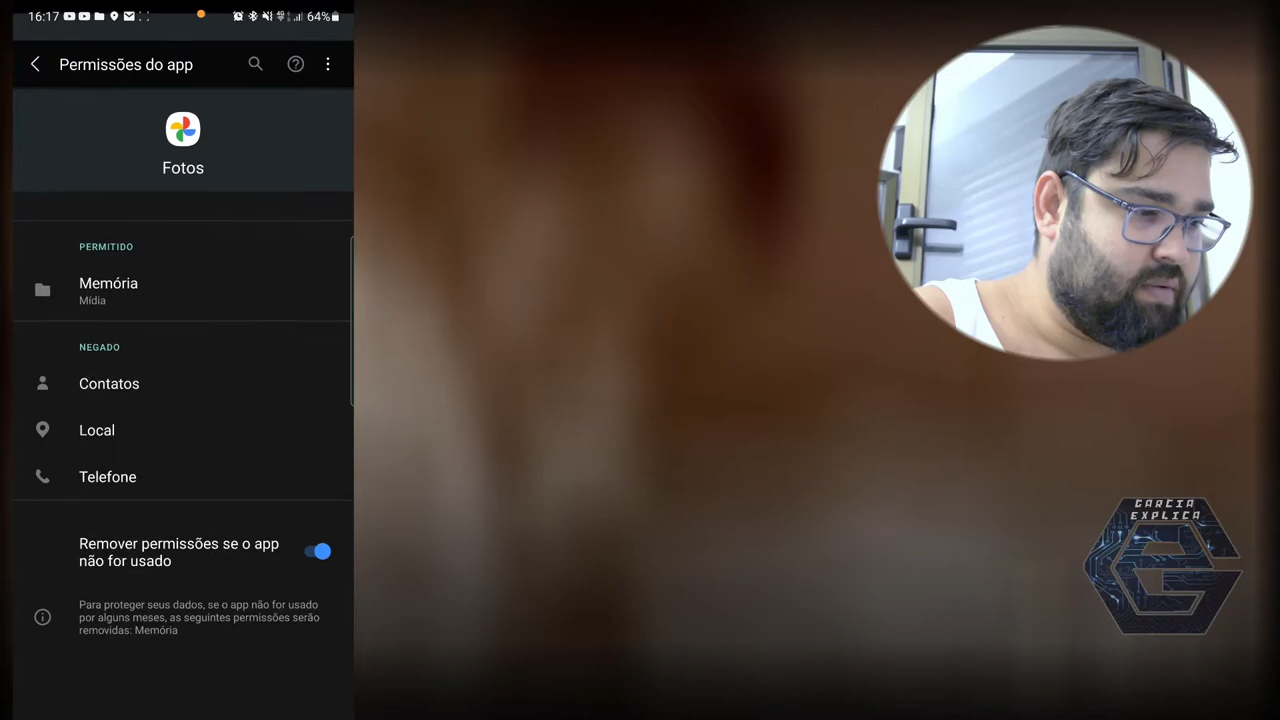 16:17
64%
Permissões do app
Fotos
PERMITIDO
Memória
Mídia
NEGADO
Contatos
Local
Telefone
Remover permissões se o app
não for usado
Para proteger seus dados, se o app não for usado
por alguns meses, as seguintes permissões serão
removidas: Memória
GARCIA
EXPLICA